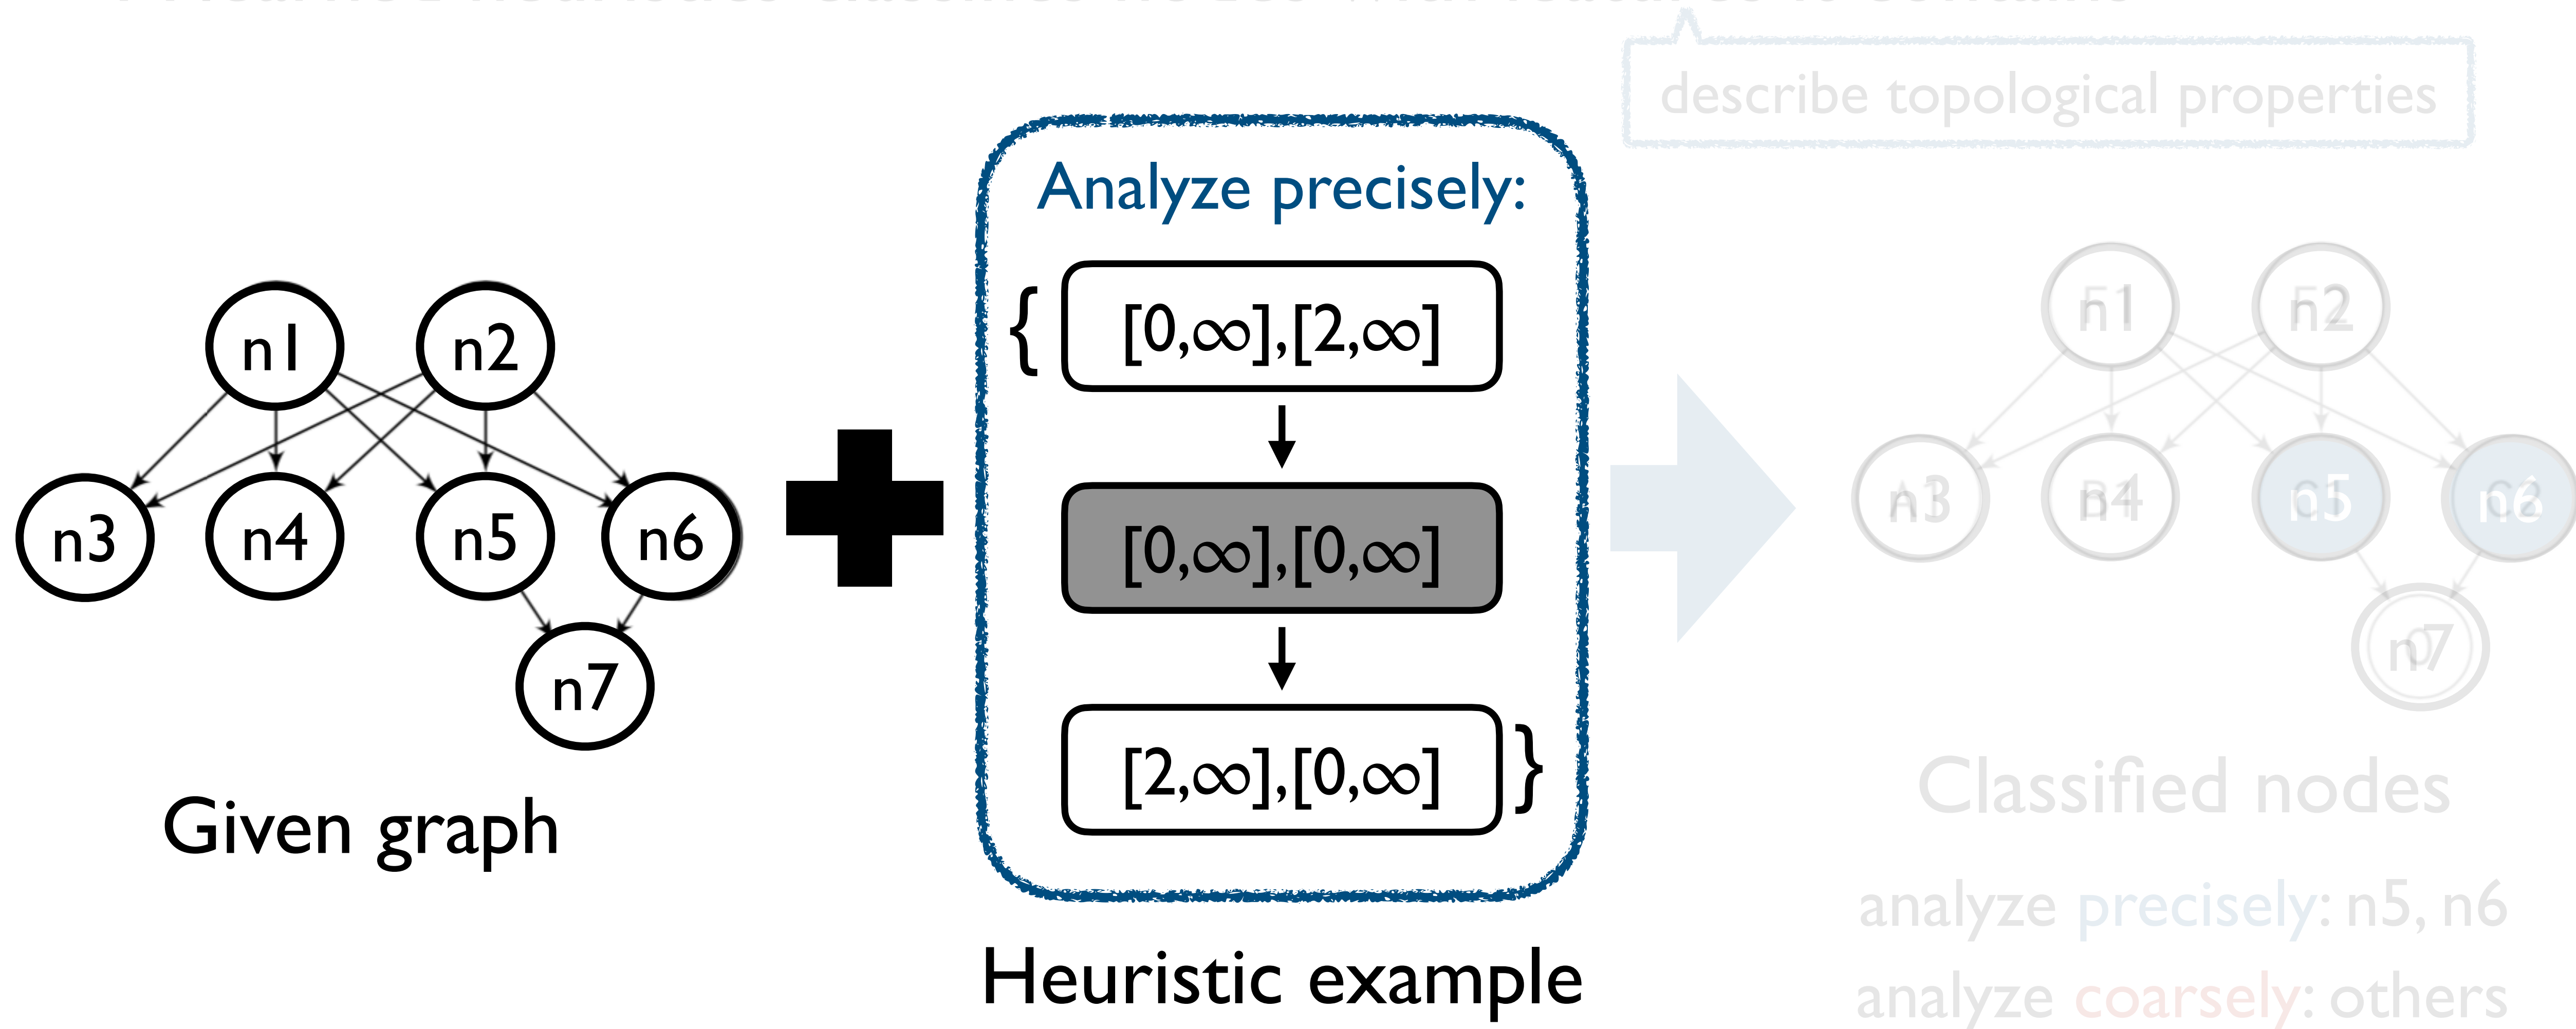 describe topological properties
Analyze precisely:
{ [0,∞],[2,∞]
[0,∞],[0,∞]
[2,∞],[0,∞] }
n1 n2
n3 n4 n5 n6
n7
Given graph
Heuristic example
n1 n2
n3 n4 n5 n6
n7
Classified nodes
analyze precisely: n5, n6
analyze coarsely: others